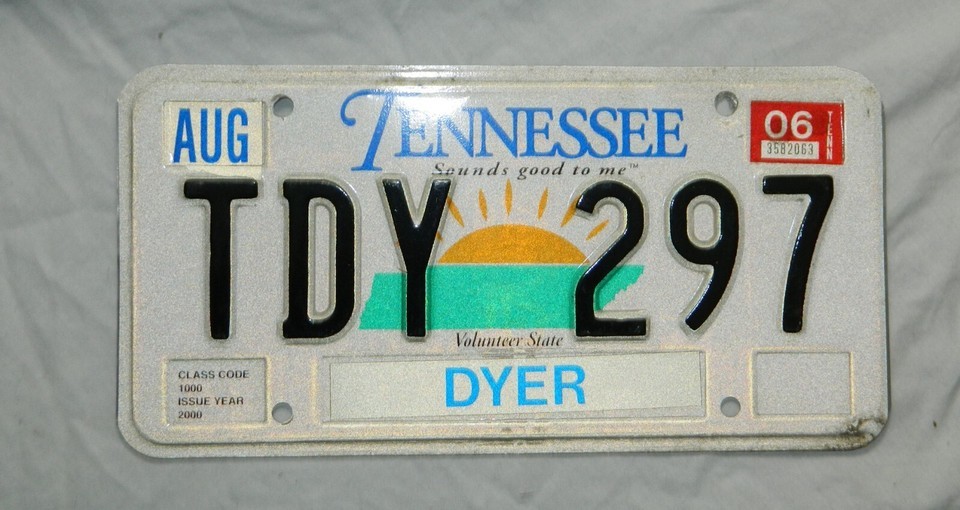 AUG
TENNESSEE
06
TENN
3582063
Sounds good to me™
TDY 297
Volunteer State
CLASS CODE
1000
ISSUE YEAR
2000
DYER